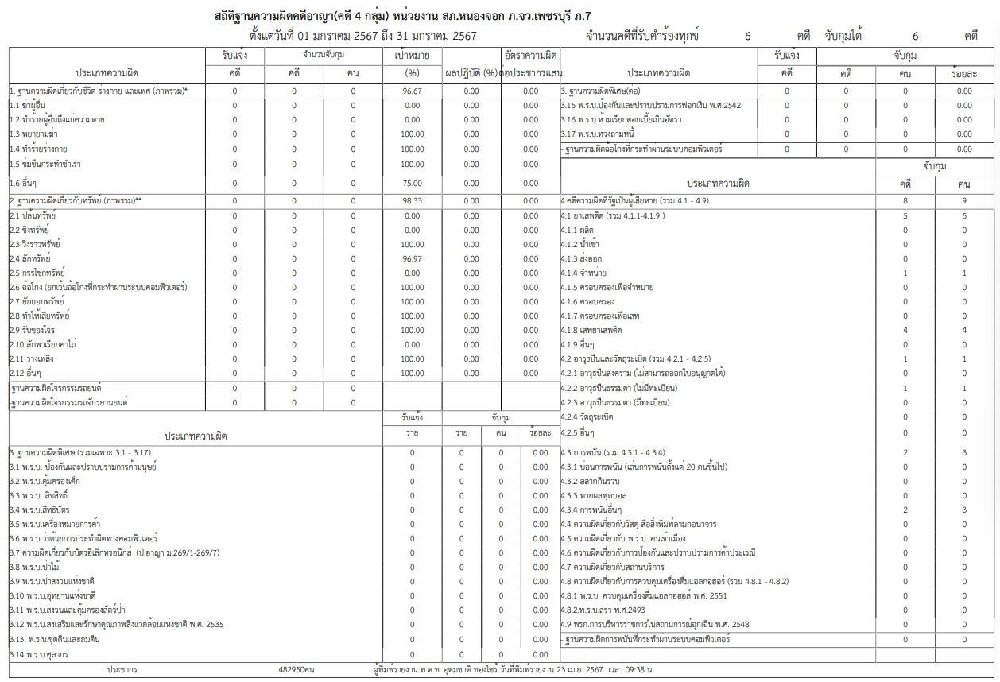 สถิติฐานความผิดคดีอาญา(คดี 4 กลุ่ม) หน่วยงาน สภ.หนองจอก ภ.จว.เพชรบุรี ภ.7
ตั้งแต่วันที่ 01 มกราคม 2567 ถึง 31 มกราคม 2567 จำนวนคดีที่รับคำร้องทุกข์ 6 คดี จับกุมได้ 6 คดี
ประเภทความผิด รับแจ้ง จำนวนจับกุม เป้าหมาย ผลปฏิบัติ (%) อัตราความผิด
คดี คดี คน (%) ต่อประชากรแสน
1. ฐานความผิดเกี่ยวกับชีวิต ร่างกาย และเพศ (ภาพรวม)* 0 0 0 96.67 0.00 0.00
1.1 ฆ่าผู้อื่น 0 0 0 0.00 0.00 0.00
1.2 ทำร้ายผู้อื่นถึงแก่ความตาย 0 0 0 0.00 0.00 0.00
1.3 พยายามฆ่า 0 0 0 100.00 0.00 0.00
1.4 ทำร้ายร่างกาย 0 0 0 100.00 0.00 0.00
1.5 ข่มขืนกระทำชำเรา 0 0 0 100.00 0.00 0.00
1.6 อื่นๆ 0 0 0 75.00 0.00 0.00
2. ฐานความผิดเกี่ยวกับทรัพย์ (ภาพรวม)** 0 0 0 98.33 0.00 0.00
2.1 ปล้นทรัพย์ 0 0 0 0.00 0.00 0.00
2.2 ชิงทรัพย์ 0 0 0 0.00 0.00 0.00
2.3 วิ่งราวทรัพย์ 0 0 0 100.00 0.00 0.00
2.4 ลักทรัพย์ 0 0 0 96.97 0.00 0.00
2.5 กรรโชกทรัพย์ 0 0 0 0.00 0.00 0.00
2.6 ฉ้อโกง (ยกเว้นฉ้อโกงที่กระทำผ่านระบบคอมพิวเตอร์) 0 0 0 100.00 0.00 0.00
2.7 ยักยอกทรัพย์ 0 0 0 100.00 0.00 0.00
2.8 ทำให้เสียทรัพย์ 0 0 0 100.00 0.00 0.00
2.9 รับของโจร 0 0 0 100.00 0.00 0.00
2.10 ลักพาเรียกค่าไถ่ 0 0 0 0.00 0.00 0.00
2.11 วางเพลิง 0 0 0 100.00 0.00 0.00
2.12 อื่นๆ 0 0 0 100.00 0.00 0.00
-ฐานความผิดโจรกรรมรถยนต์ 0 0 0
-ฐานความผิดโจรกรรมรถจักรยานยนต์ 0 0 0
ประเภทความผิด รับแจ้ง จับกุม
ราย ราย คน ร้อยละ
3. ฐานความผิดพิเศษ (รวมเฉพาะ 3.1 - 3.17) 0 0 0 0.00
3.1 พ.ร.บ. ป้องกันและปราบปรามการค้ามนุษย์ 0 0 0 0.00
3.2 พ.ร.บ.คุ้มครองเด็ก 0 0 0 0.00
3.3 พ.ร.บ. ลิขสิทธิ์ 0 0 0 0.00
3.4 พ.ร.บ.สิทธิบัตร 0 0 0 0.00
3.5 พ.ร.บ.เครื่องหมายการค้า 0 0 0 0.00
3.6 พ.ร.บ.ว่าด้วยการกระทำผิดทางคอมพิวเตอร์ 0 0 0 0.00
3.7 ความผิดเกี่ยวกับบัตรอิเล็กทรอนิกส์ (ป.อาญา ม.269/1-269/7) 0 0 0 0.00
3.8 พ.ร.บ.ป่าไม้ 0 0 0 0.00
3.9 พ.ร.บ.ป่าสงวนแห่งชาติ 0 0 0 0.00
3.10 พ.ร.บ.อุทยานแห่งชาติ 0 0 0 0.00
3.11 พ.ร.บ.สงวนและคุ้มครองสัตว์ป่า 0 0 0 0.00
3.12 พ.ร.บ.ส่งเสริมและรักษาคุณภาพสิ่งแวดล้อมแห่งชาติ พ.ศ. 2535 0 0 0 0.00
3.13. พ.ร.บ.ขุดดินและถมดิน 0 0 0 0.00
3.14 พ.ร.บ.ศุลากร 0 0 0 0.00
ประเภทความผิด รับแจ้ง จับกุม
คดี คดี คน ร้อยละ
3. ฐานความผิดพิเศษ(ต่อ) 0 0 0 0.00
3.15 พ.ร.บ.ป้องกันและปราบปรามการฟอกเงิน พ.ศ.2542 0 0 0 0.00
3.16 พ.ร.บ.ห้ามเรียกดอกเบี้ยเกินอัตรา 0 0 0 0.00
3.17 พ.ร.บ.ทวงถามหนี้ 0 0 0 0.00
- ฐานความผิดฉ้อโกงที่กระทำผ่านระบบคอมพิวเตอร์ 0 0 0 0.00
ประเภทความผิด จับกุม
คดี คน
4.คดีความผิดที่รัฐเป็นผู้เสียหาย (รวม 4.1 - 4.9) 8 9
4.1 ยาเสพติด (รวม 4.1.1-4.1.9 ) 5 5
4.1.1 ผลิต 0 0
4.1.2 นำเข้า 0 0
4.1.3 ส่งออก 0 0
4.1.4 จำหน่าย 1 1
4.1.5 ครอบครองเพื่อจำหน่าย 0 0
4.1.6 ครอบครอง 0 0
4.1.7 ครอบครองเพื่อเสพ 0 0
4.1.8 เสพยาเสพติด 4 4
4.1.9 อื่นๆ 0 0
4.2 อาวุธปืนและวัตถุระเบิด (รวม 4.2.1 - 4.2.5) 1 1
4.2.1 อาวุธปืนสงคราม (ไม่สามารถออกใบอนุญาตได้) 0 0
4.2.2 อาวุธปืนธรรมดา (ไม่มีทะเบียน) 1 1
4.2.3 อาวุธปืนธรรมดา (มีทะเบียน) 0 0
4.2.4 วัตถุระเบิด 0 0
4.2.5 อื่นๆ 0 0
4.3 การพนัน (รวม 4.3.1 - 4.3.4) 2 3
4.3.1 บ่อนการพนัน (เล่นการพนันตั้งแต่ 20 คนขึ้นไป) 0 0
4.3.2 สลากกินรวบ 0 0
4.3.3 ทายผลฟุตบอล 0 0
4.3.4 การพนันอื่นๆ 2 3
4.4 ความผิดเกี่ยวกับวัสดุ สื่อสิ่งพิมพ์ลามกอนาจาร 0 0
4.5 ความผิดเกี่ยวกับ พ.ร.บ. คนเข้าเมือง 0 0
4.6 ความผิดเกี่ยวกับการป้องกันและปราบปรามการค้าประเวณี 0 0
4.7 ความผิดเกี่ยวกับสถานบริการ 0 0
4.8 ความผิดเกี่ยวกับการควบคุมเครื่องดื่มแอลกอฮอร์ (รวม 4.8.1 - 4.8.2) 0 0
4.8.1 พ.ร.บ. ควบคุมเครื่องดื่มแอลกอฮอล์ พ.ศ. 2551 0 0
4.8.2.พ.ร.บ.สุรา พ.ศ.2493 0 0
4.9 พรก.การบริหารราชการในสถานการณ์ฉุกเฉิน พ.ศ. 2548 0 0
- ฐานความผิดการพนันที่กระทำผ่านระบบคอมพิวเตอร์ 0 0
ประชากร 482950คน ผู้พิมพ์รายงาน พ.ต.ท. อุดมชาติ ทองไชร้ วันที่พิมพ์รายงาน 23 เม.ย. 2567 เวลา 09:38 น.